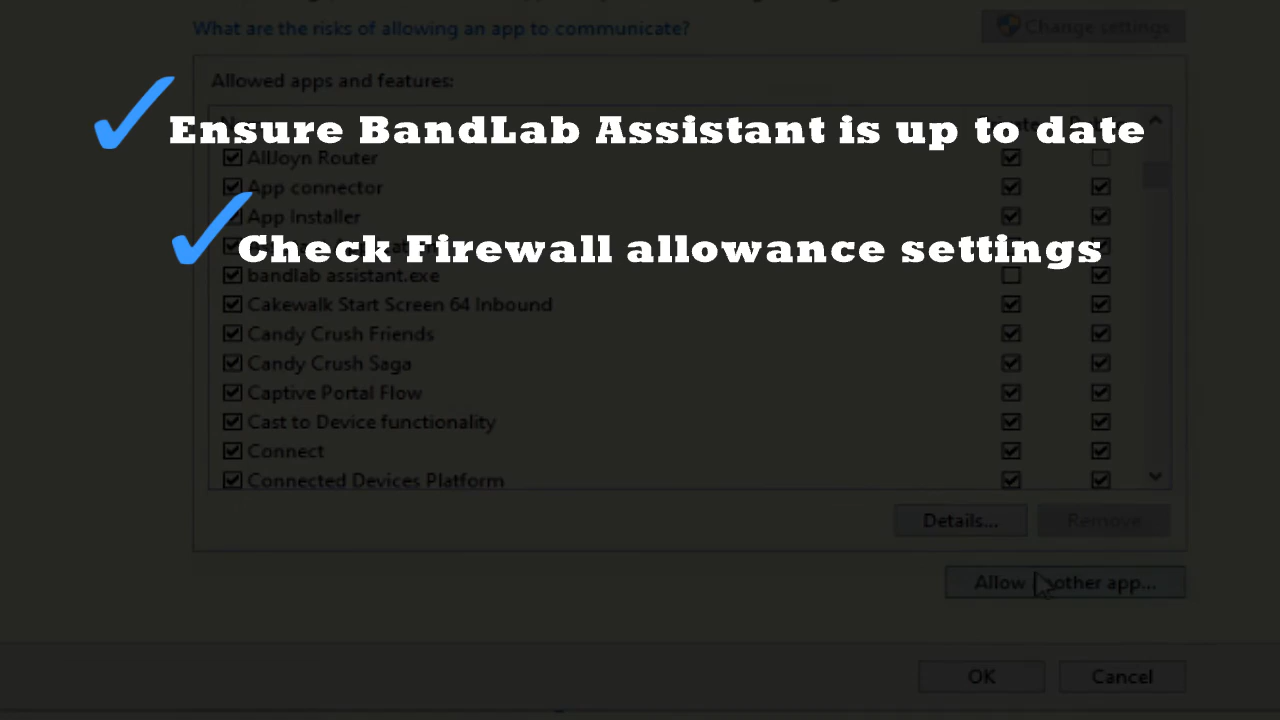 What are the risks of allowing an app to communicate?
Change settings
Allowed apps and features:
Ensure BandLab Assistant is up to date
AllJoyn Router
App connector
App Installer
Check Firewall allowance settings
bandlab assistant.exe
Cakewalk Start Screen 64 Inbound
Candy Crush Friends
Candy Crush Saga
Captive Portal Flow
Cast to Device functionality
Connect
Connected Devices Platform
Details...
Remove
Allow another app...
OK
Cancel